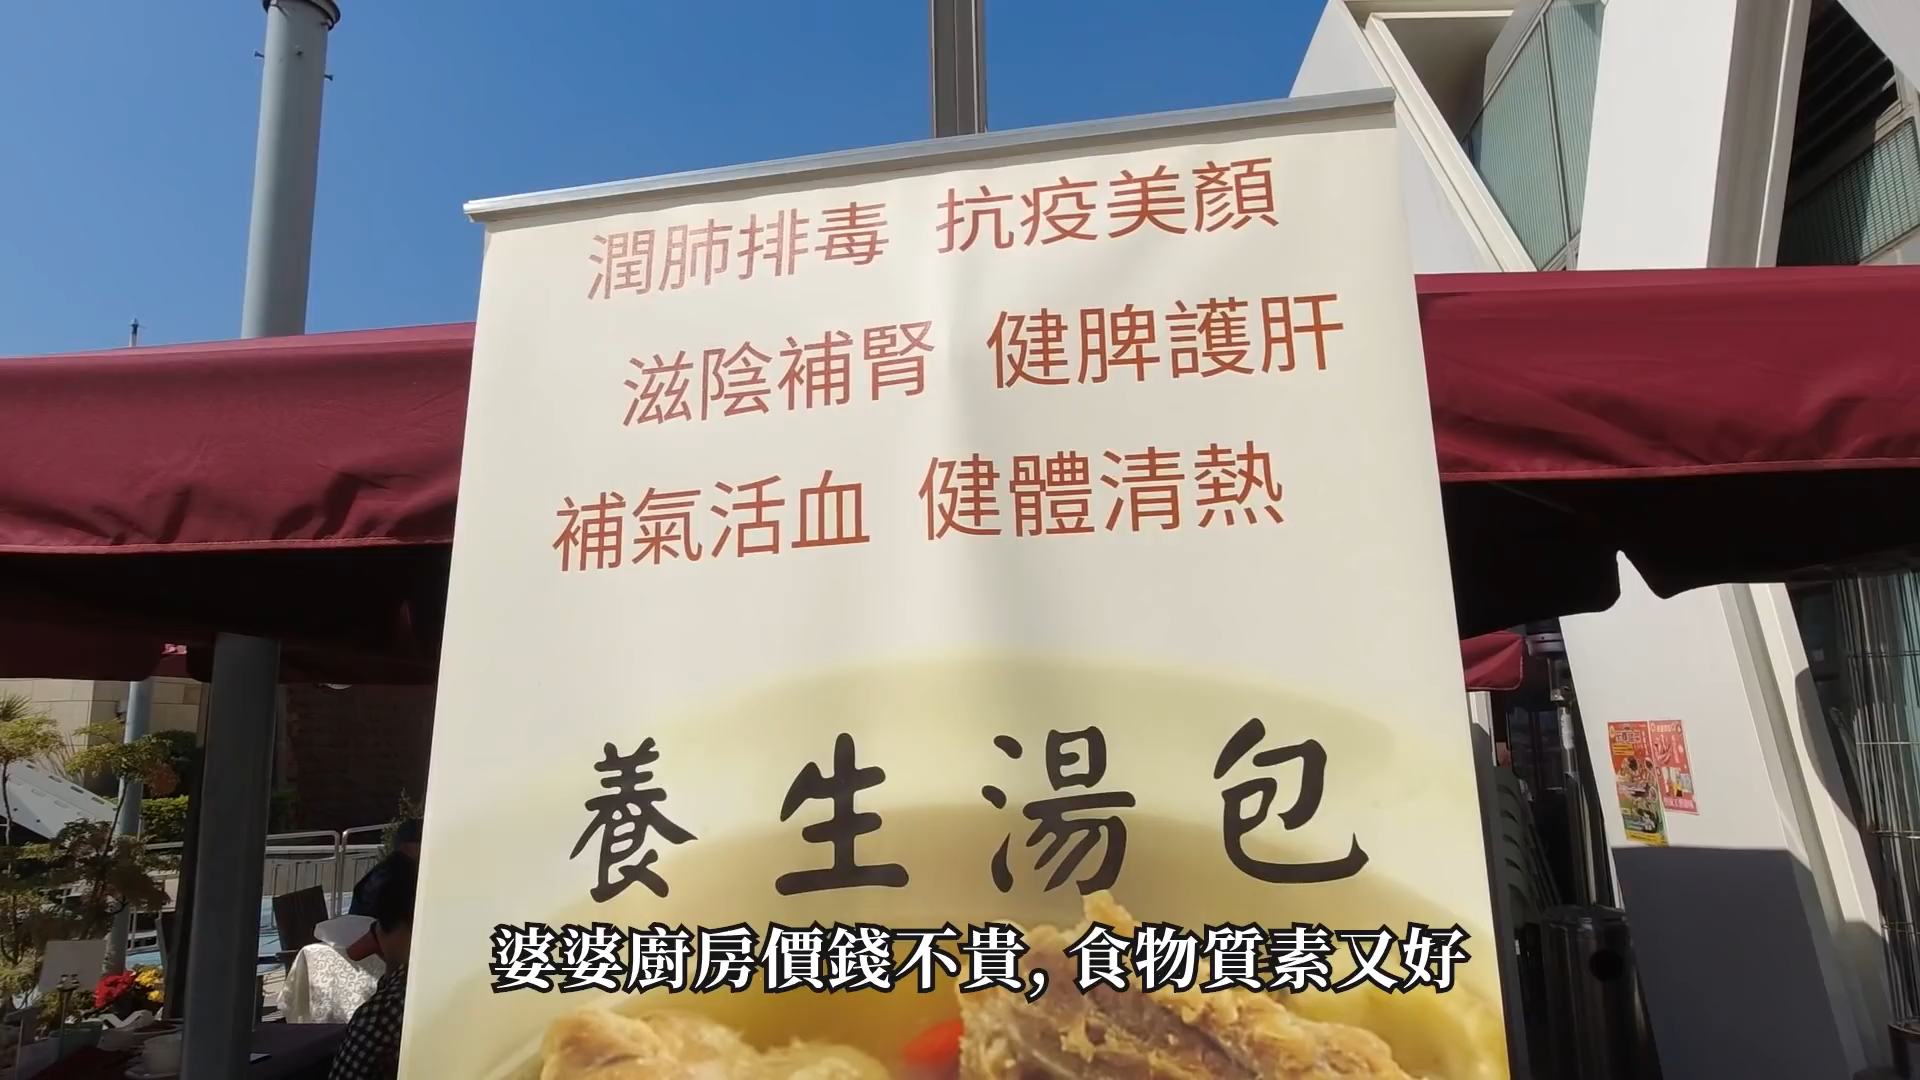 潤肺排毒 抗疫美顏
滋陰補腎 健脾護肝
補氣活血 健體清熱
養生湯包
婆婆廚房價錢不貴, 食物質素又好